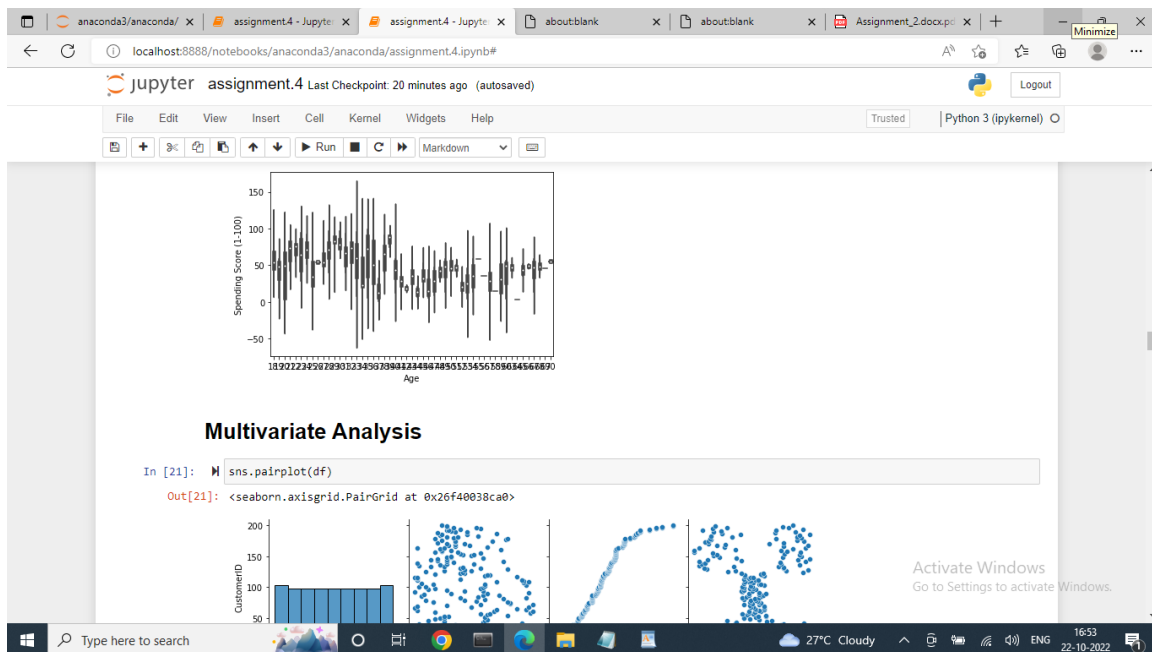 anaconda3/anaconda/
assignment.4 - Jupyte
assignment.4 - Jupyte
about:blank
about:blank
Assignment_2.docx.pd
Minimize
localhost:8888/notebooks/anaconda3/anaconda/assignment.4.ipynb#
jupyter assignment.4 Last Checkpoint: 20 minutes ago (autosaved)
Logout
File Edit View Insert Cell Kernel Widgets Help
Trusted
Python 3 (ipykernel)
Run
Markdown
150
100
50
0
−50
Spending Score (1-100)
Age
Multivariate Analysis
In [21]:
sns.pairplot(df)
Out[21]: <seaborn.axisgrid.PairGrid at 0x26f40038ca0>
200
150
100
50
CustomerID
Activate Windows
Go to Settings to activate Windows.
Type here to search
27°C Cloudy
ENG
16:53
22-10-2022
1